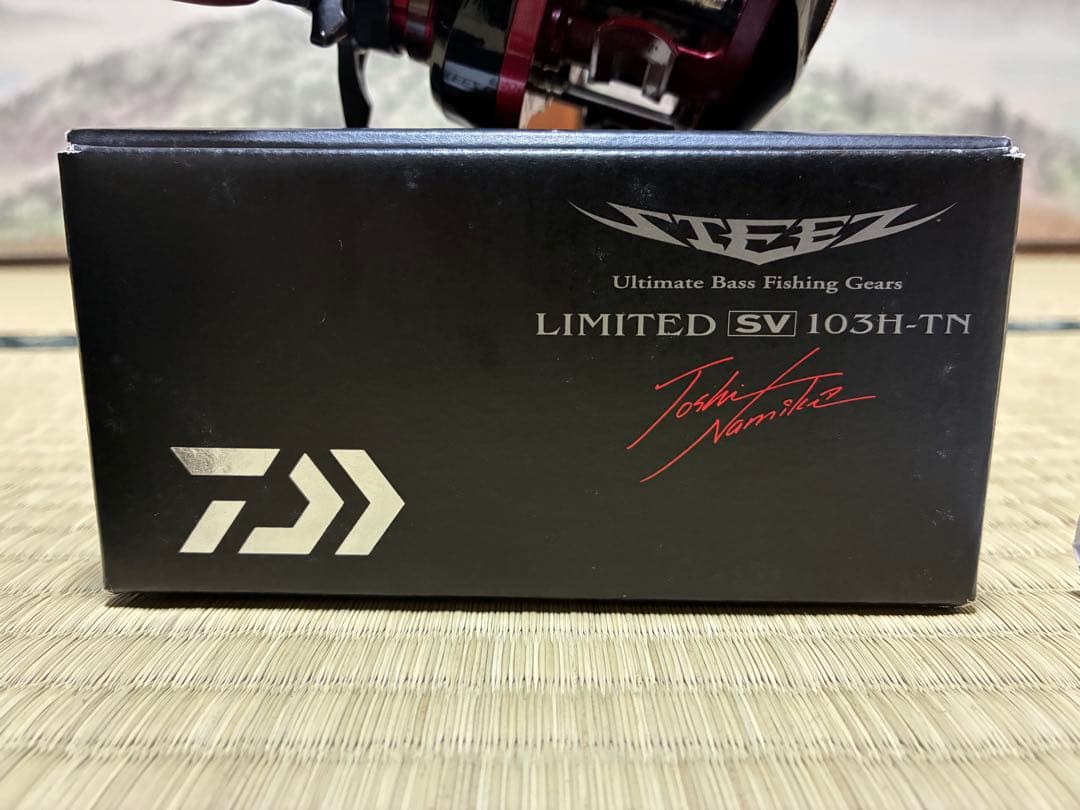 STEEZ
Ultimate Bass Fishing Gears
LIMITED SV 103H-TN
Toshi
Namiki